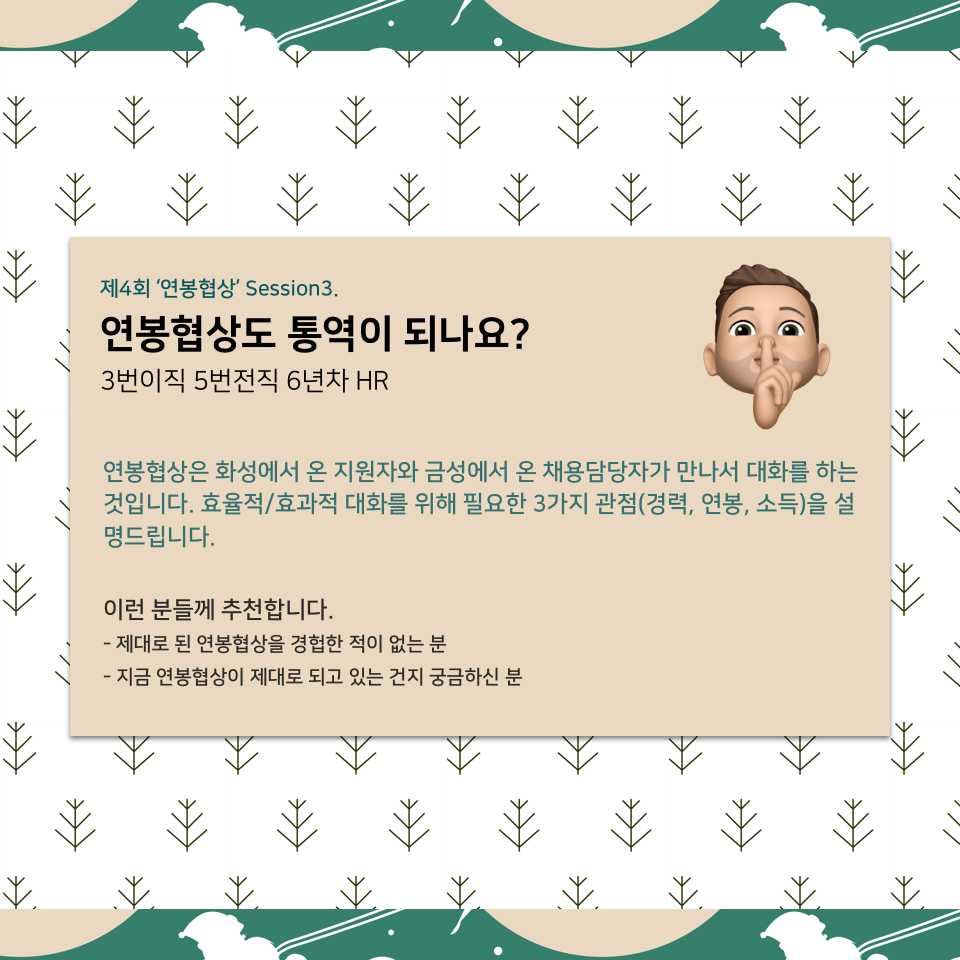 제4회 ‘연봉협상’ Session3.
연봉협상도 통역이 되나요?
3번이직 5번전직 6년차 HR
연봉협상은 화성에서 온 지원자와 금성에서 온 채용담당자가 만나서 대화를 하는
것입니다. 효율적/효과적 대화를 위해 필요한 3가지 관점(경력, 연봉, 소득)을 설
명드립니다.
이런 분들께 추천합니다.
- 제대로 된 연봉협상을 경험한 적이 없는 분
- 지금 연봉협상이 제대로 되고 있는 건지 궁금하신 분